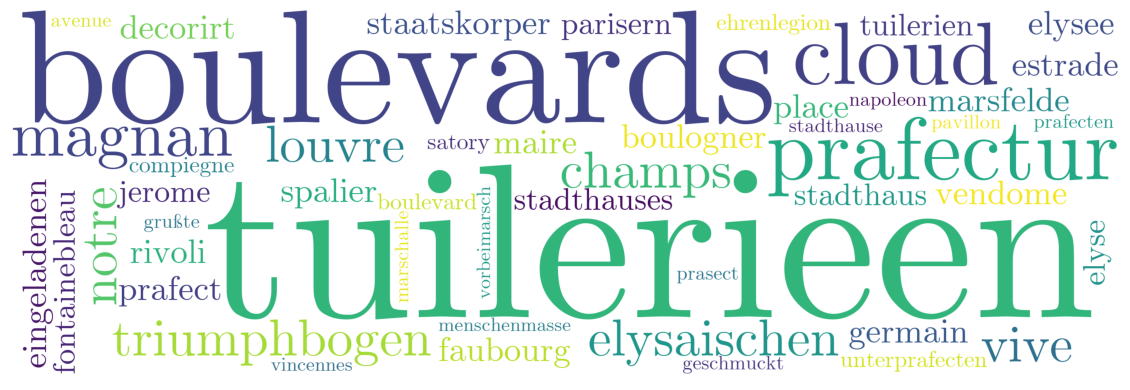 avenue
decorirt
staatskorper
parisern
ehrenlegion
tuilerien
elysee
boulevards
cloud
estrade
place
napoleon
marsfelde
magnan
louvre
satory
maire
boulogner
stadthause
pavillon
prafecten
compiegne
champs
prafectur
jerome
spalier
boulevard
stadthauses
stadthaus
vendome
eingeladenen
fontainebleau
notre
grußte
rivoli
prafect
tuilerieen
marschalle
vorbeimarsch
prasect
elyse
triumphbogen
menschenmasse
faubourg
elysaischen
germain
vive
vincennes
geschmuckt
unterprafecten